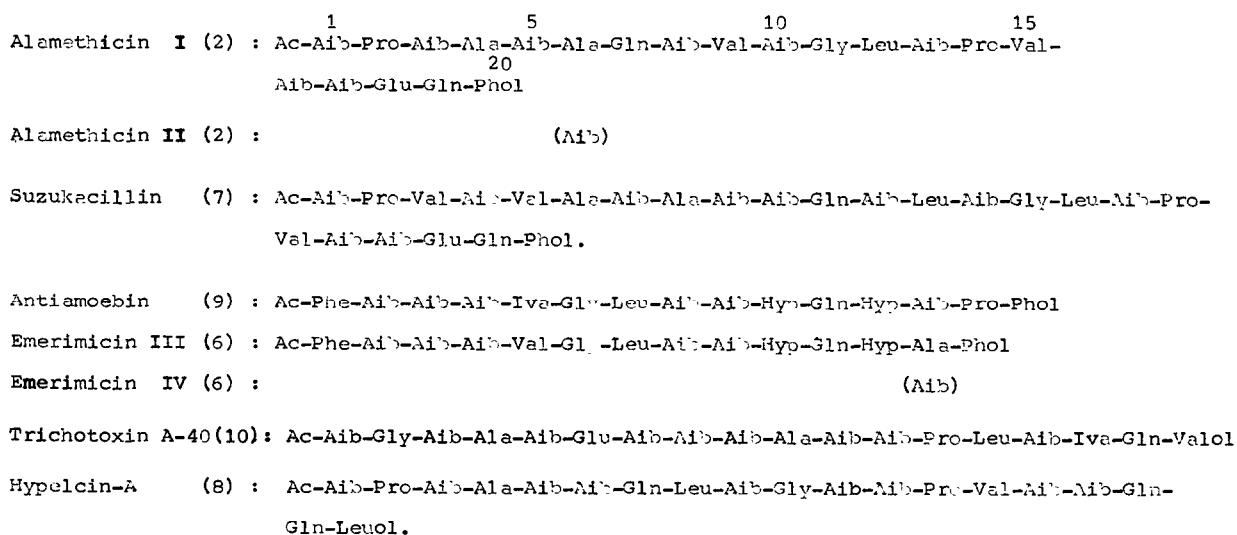 1 5 10 15
Alamethicin I (2) : Ac-Aib-Pro-Aib-Ala-Aib-Ala-Gln-Aib-Val-Aib-Gly-Leu-Aib-Pro-Val-
20
Aib-Aib-Glu-Gln-Phol
Alamethicin II (2) : (Aib)
Suzukacillin (7) : Ac-Aib-Pro-Val-Aib-Val-Ala-Aib-Ala-Aib-Aib-Gln-Aib-Leu-Aib-Gly-Leu-Aib-Pro-
Val-Aib-Aib-Glu-Gln-Phol.
Antiamoebin (9) : Ac-Phe-Aib-Aib-Aib-Iva-Gly-Leu-Aib-Aib-Hyp-Gln-Hyp-Aib-Pro-Phol
Emerimicin III (6) : Ac-Phe-Aib-Aib-Aib-Val-Gl -Leu-Aib-Aib-Hyp-Gln-Hyp-Ala-Phol
Emerimicin IV (6) : (Aib)
Trichotoxin A-40(10): Ac-Aib-Gly-Aib-Ala-Aib-Glu-Aib-Aib-Aib-Ala-Aib-Aib-Pro-Leu-Aib-Iva-Gln-Valol
Hypelcin-A (8) : Ac-Aib-Pro-Aib-Ala-Aib-Aib-Gln-Leu-Aib-Gly-Aib-Aib-Pro-Val-Aib-Aib-Gln-
Gln-Leuol.